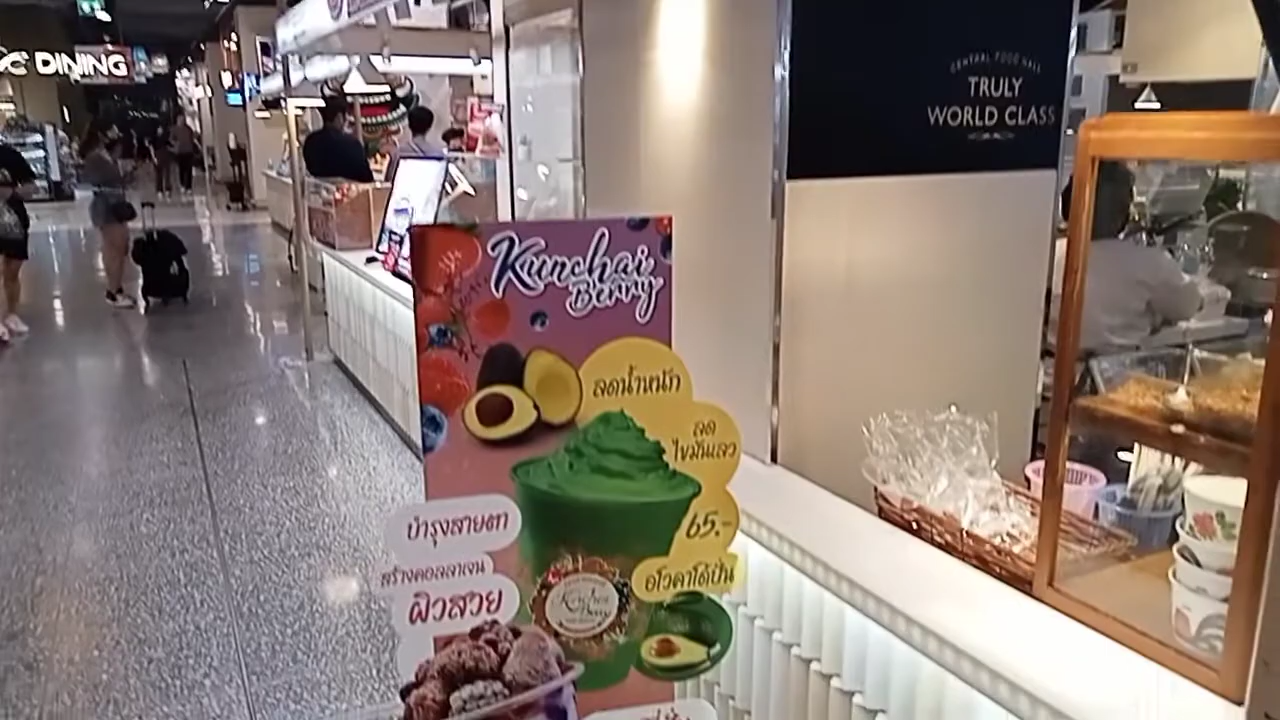 DINING
CENTRAL FOOD HALL
TRULY
WORLD CLASS
Kunchai
Berry
ลดน้ำหนัก
ลด
ไขมันเลว
65.-
อโวคาโด้ปั่น
บำรุงสายตา
สร้างคอลลาเจน
ผิวสวย
Kunchai
Berry